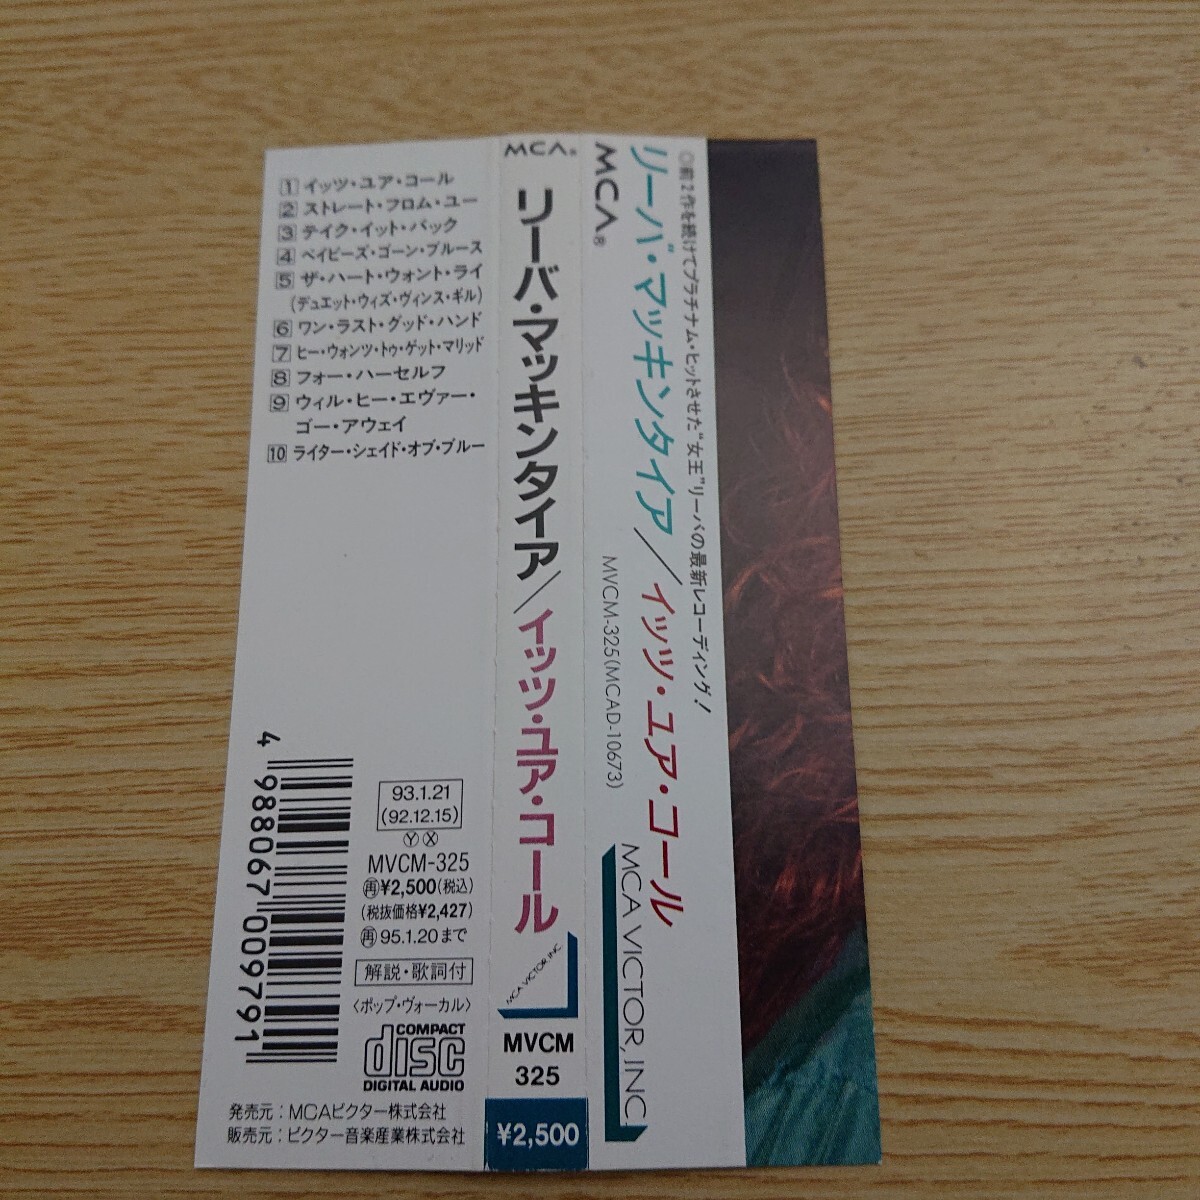 1 イッツ・ユア・コール
2 ストレート・フロム・ユー
3 テイク・イット・バック
4 ベイビーズ・ゴーン・ブルース
5 ザ・ハート・ウォント・ライ
(デュエット・ウィズ・ヴィンス・ギル)
6 ワン・ラスト・グッド・ハンド
7 ヒー・ウォンツ・トゥ・ゲット・マリッド
8 フォー・ハーセルフ
9 ウィル・ヒー・エヴァー・
ゴー・アウェイ
10 ライター・シェイド・オブ・ブルー
4 988067 009791
93.1.21
(92.12.15)
Ⓨ Ⓧ
MVCM-325
㊥¥2,500(税込)
(税抜価格¥2,427)
再 95.1.20まで
解説・歌詞付
〈ポップ・ヴォーカル〉
COMPACT
disc
DIGITAL AUDIO
発売元：MCAビクター株式会社
販売元：ビクター音楽産業株式会社
MCA®
リーバ・マッキンタイア／イッツ・ユア・コール
MCA VICTOR, INC.
MVCM
325
¥2,500
◎前2作を続けてプラチナム・ヒットさせた“女王”リーバの最新レコーディング！
リーバ・マッキンタイア／イッツ・ユア・コール
MCA®
MVCM-325(MCAD-10673)
MCA VICTOR, INC.